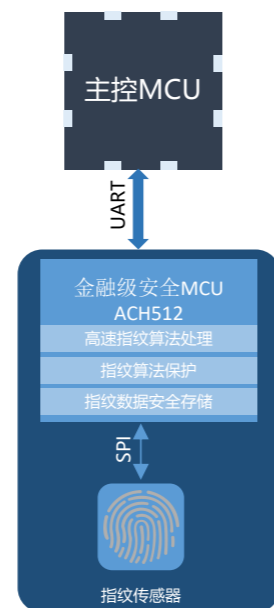 主控MCU
UART
金融级安全MCU
ACH512
高速指纹算法处理
指纹算法保护
指纹数据安全存储
SPI
指纹传感器